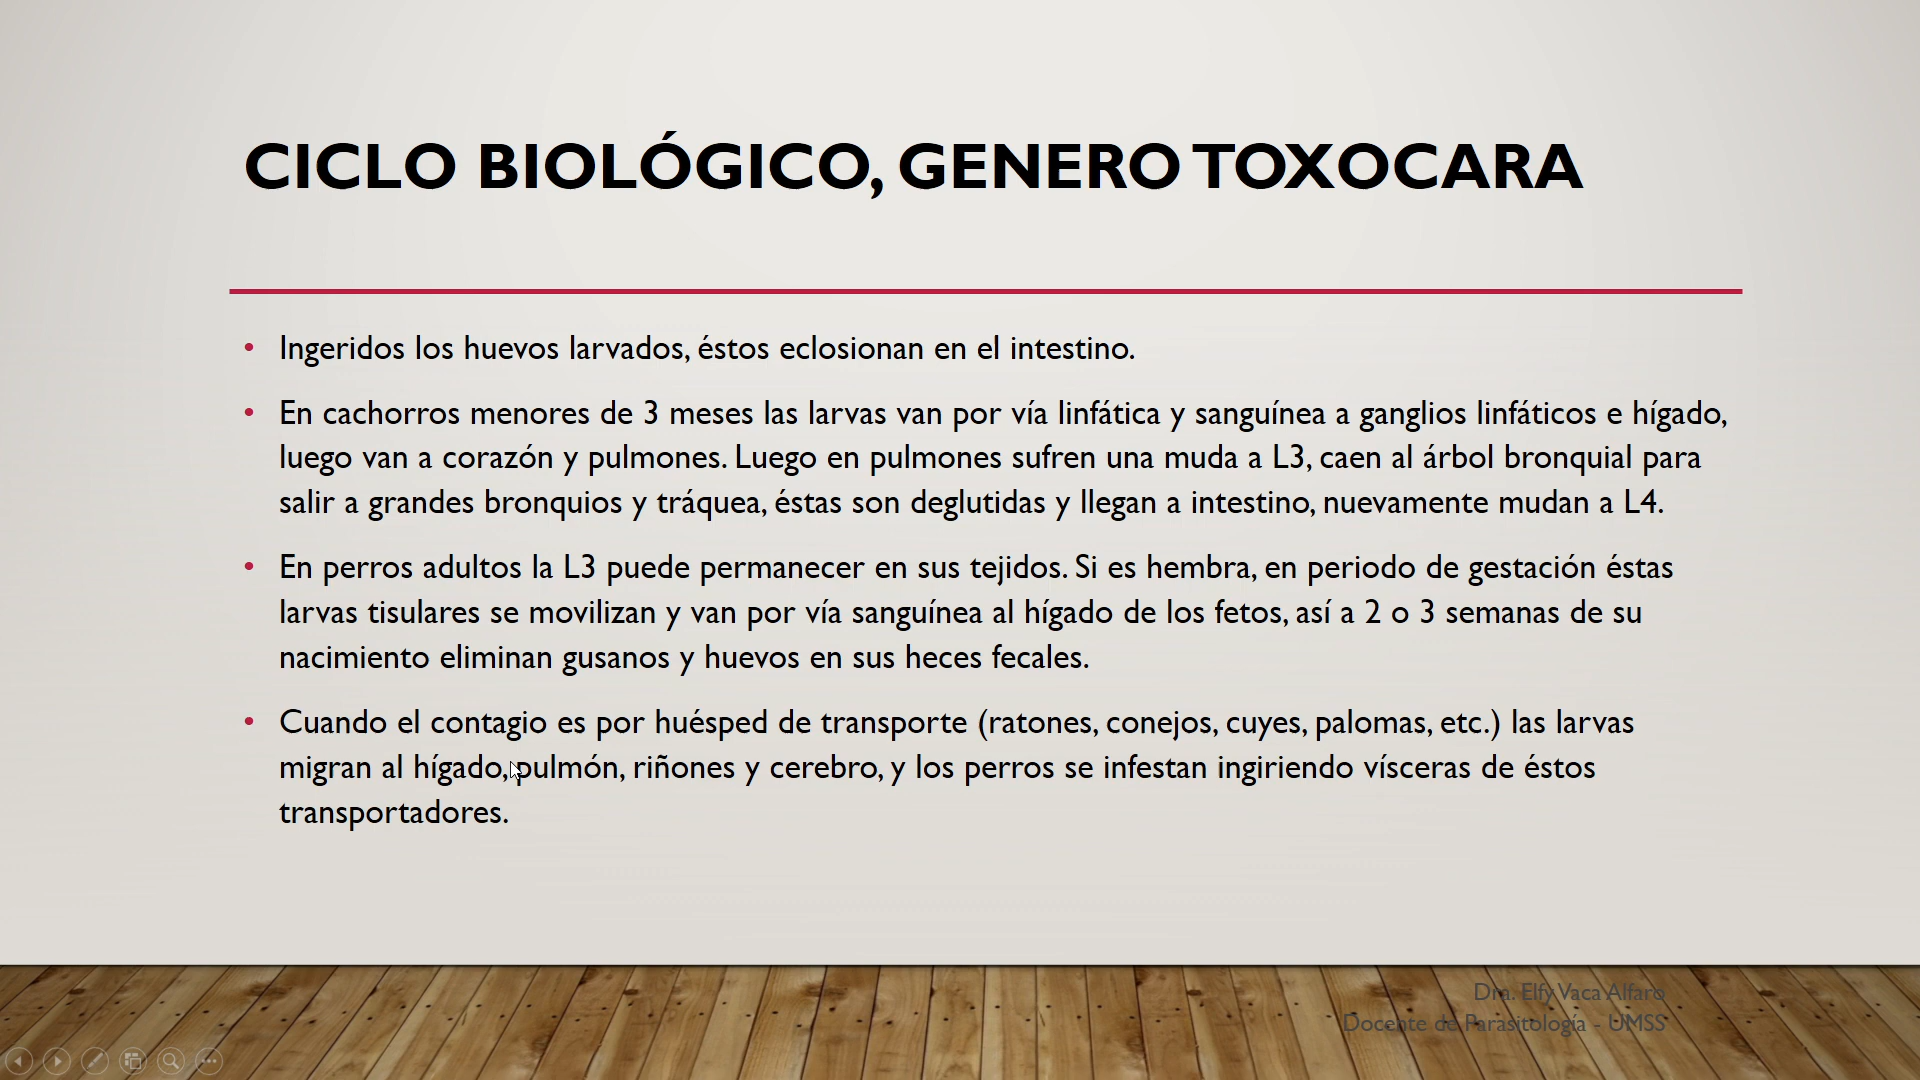 CICLO BIOLÓGICO, GENERO TOXOCARA
• Ingeridos los huevos larvados, éstos eclosionan en el intestino.
• En cachorros menores de 3 meses las larvas van por vía linfática y sanguínea a ganglios linfáticos e hígado,
luego van a corazón y pulmones. Luego en pulmones sufren una muda a L3, caen al árbol bronquial para
salir a grandes bronquios y tráquea, éstas son deglutidas y llegan a intestino, nuevamente mudan a L4.
• En perros adultos la L3 puede permanecer en sus tejidos. Si es hembra, en periodo de gestación éstas
larvas tisulares se movilizan y van por vía sanguínea al hígado de los fetos, así a 2 o 3 semanas de su
nacimiento eliminan gusanos y huevos en sus heces fecales.
• Cuando el contagio es por huésped de transporte (ratones, conejos, cuyes, palomas, etc.) las larvas
migran al hígado, pulmón, riñones y cerebro, y los perros se infestan ingiriendo vísceras de éstos
transportadores.
Dra. Elfy Vaca Alfaro
Docente de Parasitología - UMSS